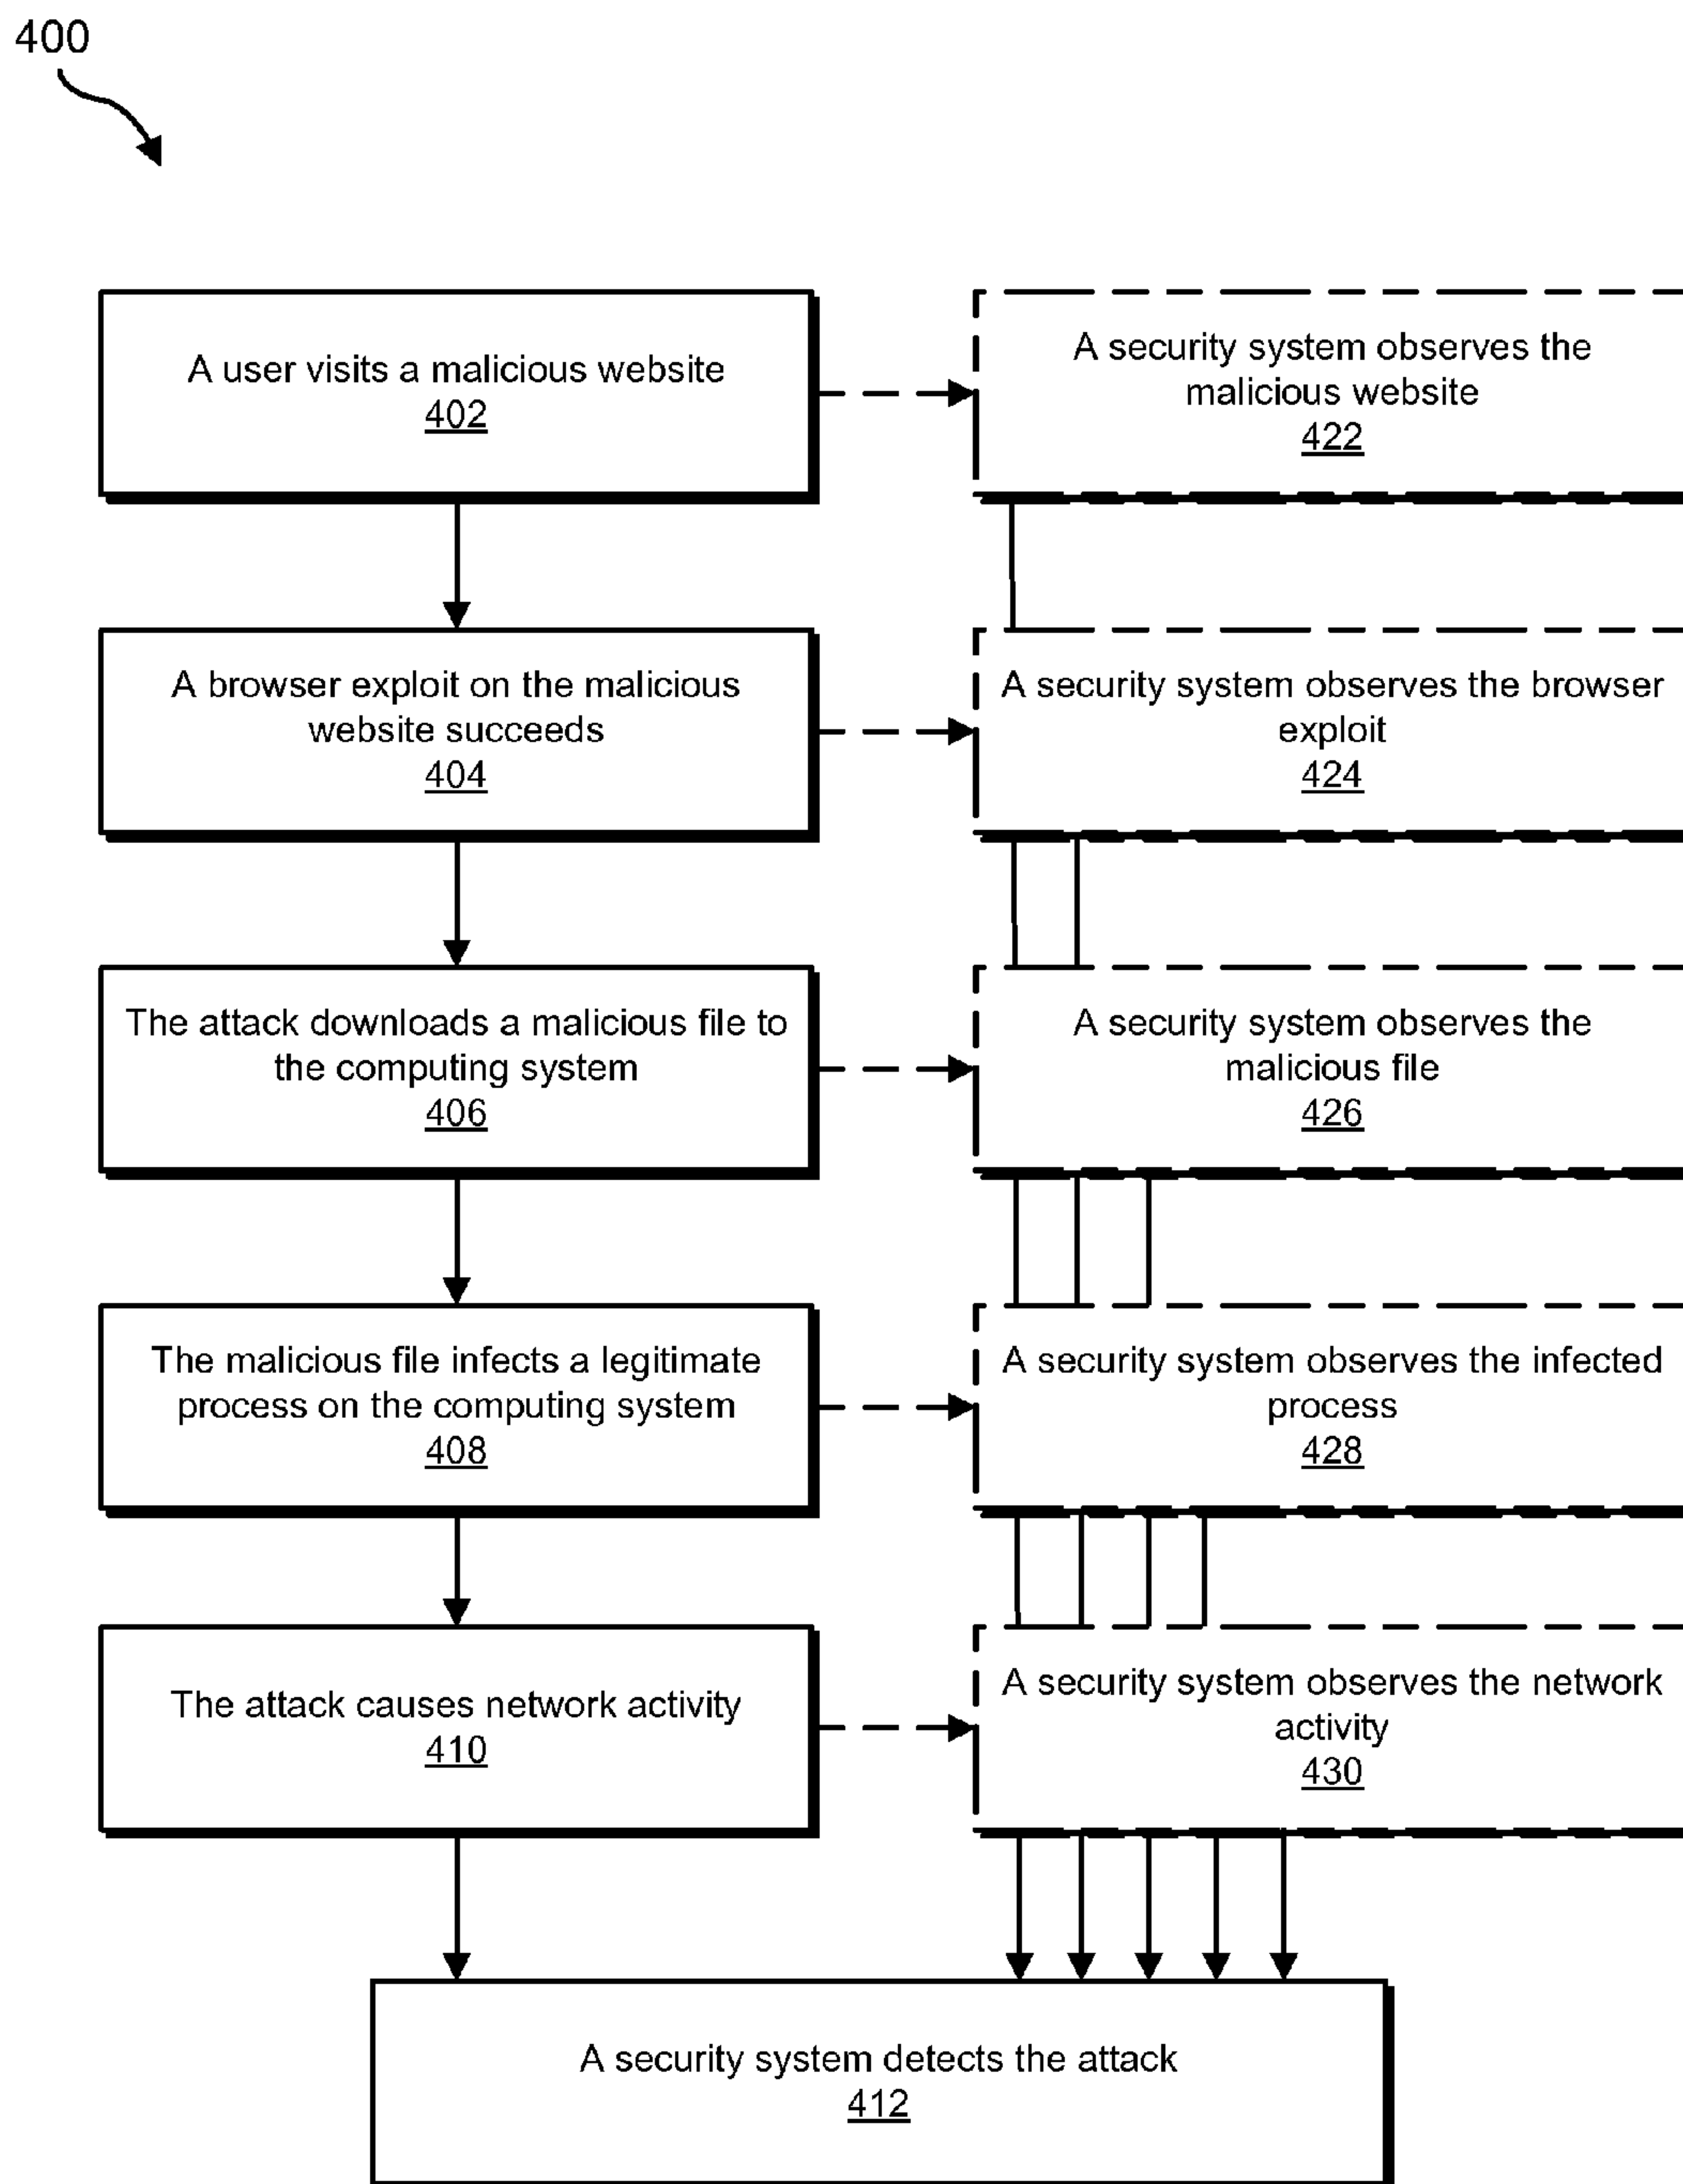 400
A user visits a malicious website
402
A security system observes the
malicious website
422
A browser exploit on the malicious
website succeeds
404
A security system observes the browser
exploit
424
The attack downloads a malicious file to
the computing system
406
A security system observes the
malicious file
426
The malicious file infects a legitimate
process on the computing system
408
A security system observes the infected
process
428
The attack causes network activity
410
A security system observes the network
activity
430
A security system detects the attack
412